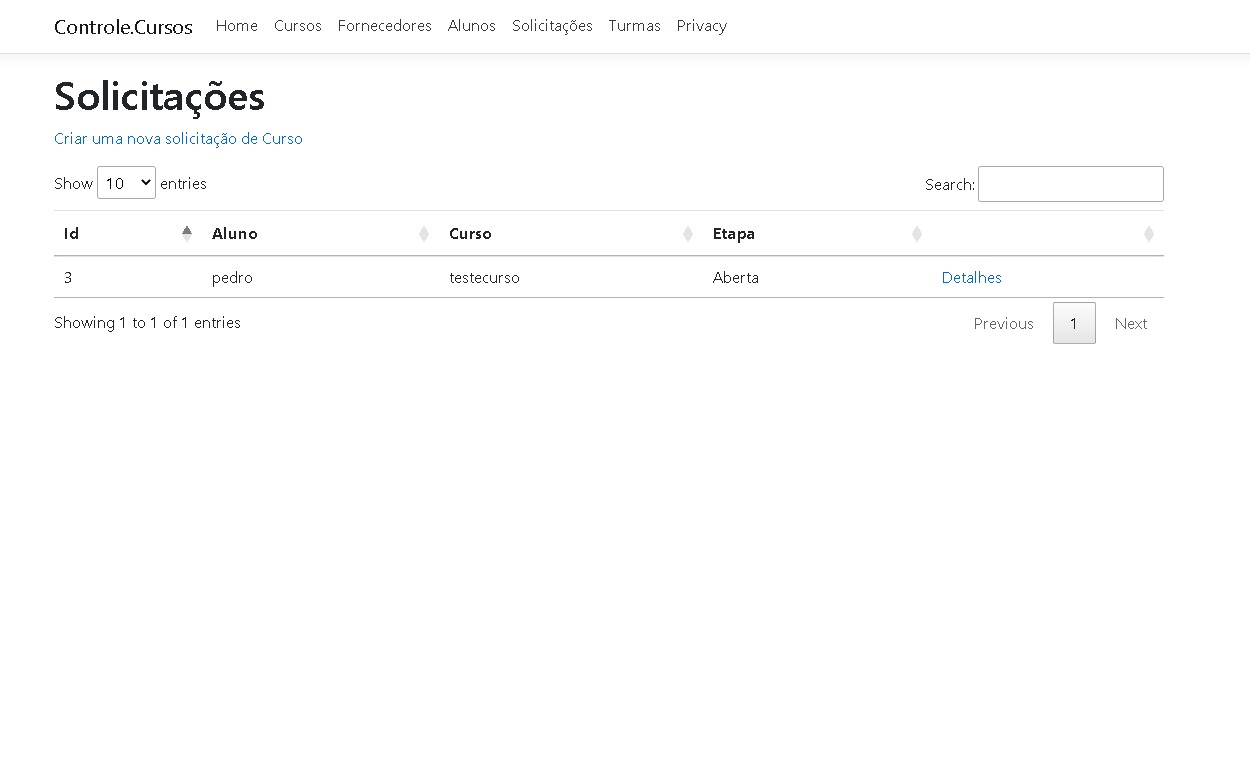 Controle.Cursos Home Cursos Fornecedores Alunos Solicitações Turmas Privacy
Solicitações
Criar uma nova solicitação de Curso
Show 10 entries Search:
Id Aluno Curso Etapa
3 pedro testecurso Aberta Detalhes
Showing 1 to 1 of 1 entries Previous 1 Next